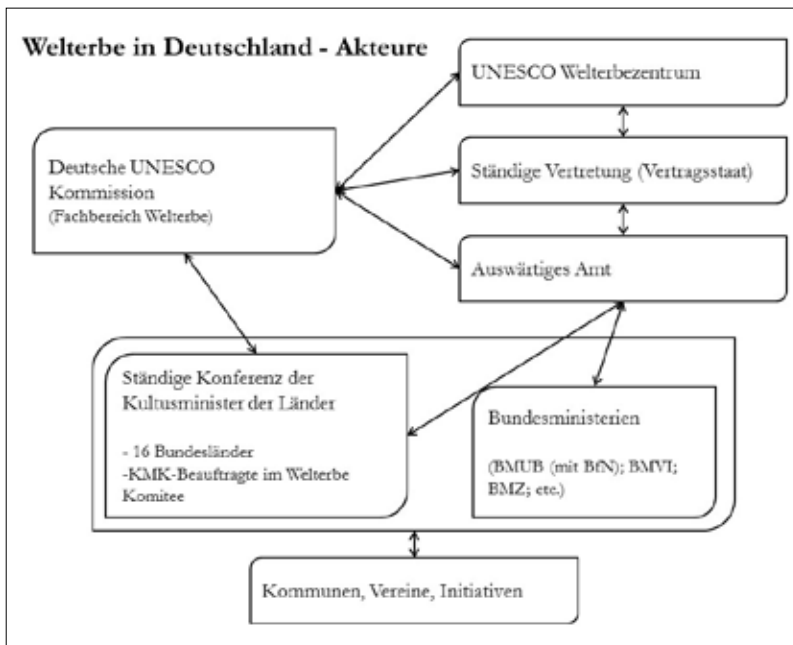 Welterbe in Deutschland - Akteure
UNESCO Welterbezentrum
Deutsche UNESCO
Kommission
(Fachbereich Welterbe)
Ständige Vertretung (Vertragsstaat)
Auswärtiges Amt
Ständige Konferenz der
Kultusminister der Länder
- 16 Bundesländer
-KMK-Beauftragte im Welterbe
Komitee
Bundesministerien
(BMUB (mit BfN); BMVI;
BMZ; etc.)
Kommunen, Vereine, Initiativen